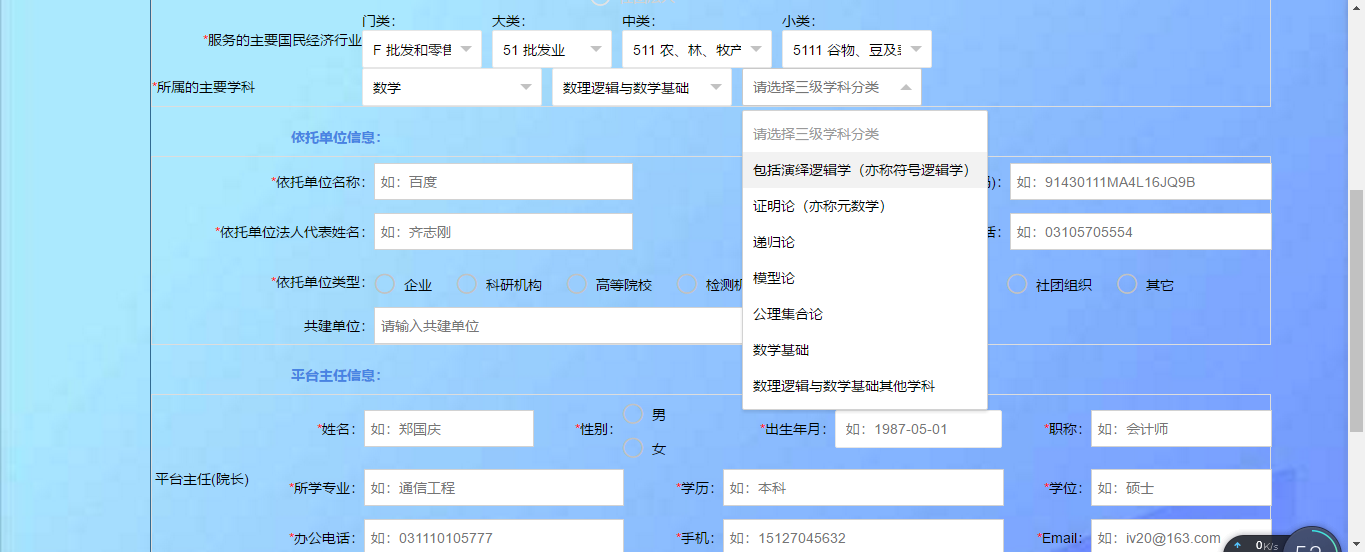 门类： 大类： 中类： 小类：
*服务的主要国民经济行业 F 批发和零售 51 批发业 511 农、林、牧产 5111 谷物、豆及
*所属的主要学科 数学 数理逻辑与数学基础 请选择三级学科分类
请选择三级学科分类
包括演绎逻辑学（亦称符号逻辑学）
证明论（亦称元数学）
递归论
模型论
公理集合论
数学基础
数理逻辑与数学基础其他学科
依托单位信息：
*依托单位名称： 如：百度 如：91430111MA4L16JQ9B
*依托单位法人代表姓名： 如：齐志刚 如：03105705554
*依托单位类型： 企业 科研机构 高等院校 检测机 社团组织 其它
共建单位： 请输入共建单位
平台主任信息：
*姓名： 如：郑国庆 *性别： 男 女 *出生年月： 如：1987-05-01 *职称： 如：会计师
平台主任(院长)
*所学专业： 如：通信工程 *学历： 如：本科 *学位： 如：硕士
*办公电话： 如：031110105777 *手机： 如：15127045632 *Email： 如：iv20@163.com
0K/s